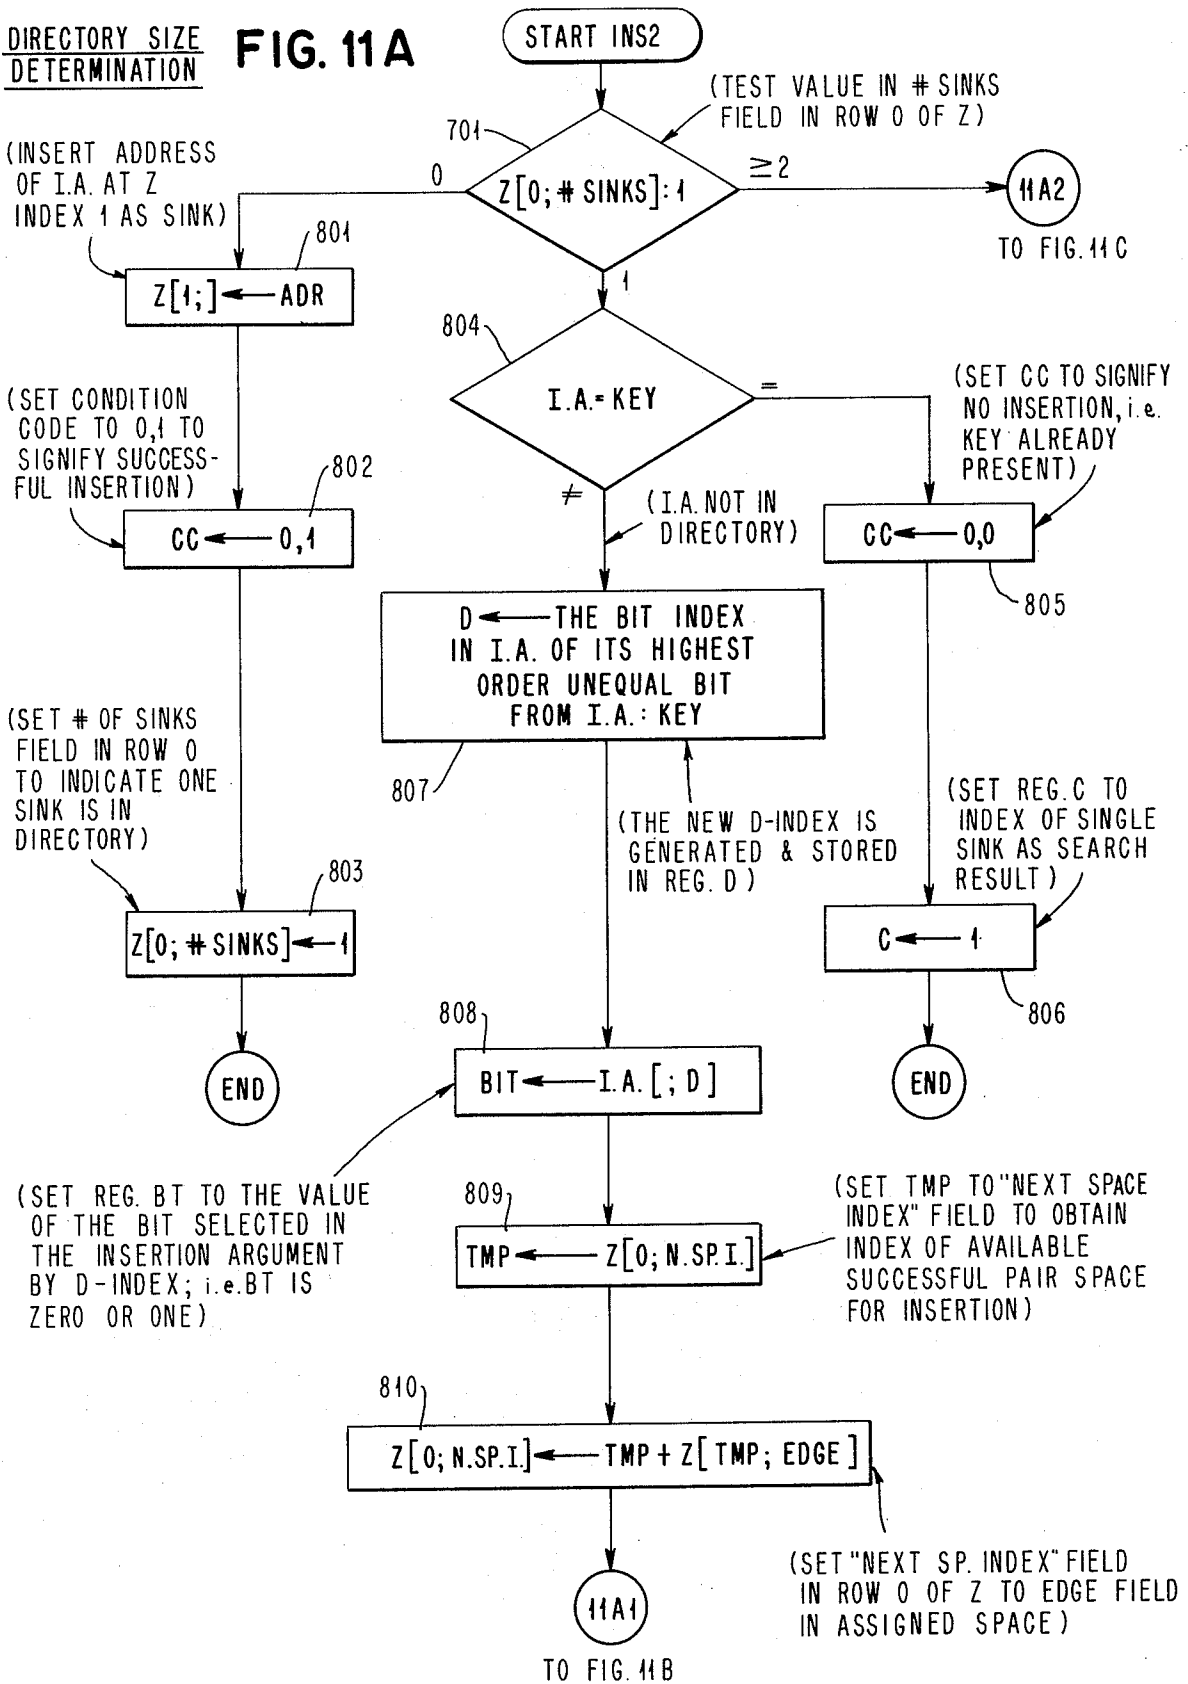 DIRECTORY SIZE
DETERMINATION
FIG. 11A
START INS2
(TEST VALUE IN # SINKS
FIELD IN ROW 0 OF Z)
701
0
Z[0; # SINKS]:1
≥2
11A2
TO FIG. 11C
1
(INSERT ADDRESS
OF I.A. AT Z
INDEX 1 AS SINK)
801
Z[1;] ← ADR
804
I.A.=KEY
=
≠
(SET CC TO SIGNIFY
NO INSERTION, i.e.
KEY ALREADY
PRESENT)
(SET CONDITION
CODE TO 0,1 TO
SIGNIFY SUCCESS-
FUL INSERTION)
802
CC ← 0,1
(I.A. NOT IN
DIRECTORY)
CC ← 0,0
805
D ← THE BIT INDEX
IN I.A. OF ITS HIGHEST
ORDER UNEQUAL BIT
FROM I.A.: KEY
807
(THE NEW D-INDEX IS
GENERATED & STORED
IN REG. D)
(SET # OF SINKS
FIELD IN ROW 0
TO INDICATE ONE
SINK IS IN
DIRECTORY)
803
Z[0; # SINKS] ← 1
END
(SET REG. C TO
INDEX OF SINGLE
SINK AS SEARCH
RESULT)
C ← 1
806
END
808
BIT ← I.A. [; D]
(SET REG. BT TO THE VALUE
OF THE BIT SELECTED IN
THE INSERTION ARGUMENT
BY D-INDEX; i.e. BT IS
ZERO OR ONE)
809
TMP ← Z[0; N.SP.I.]
(SET TMP TO "NEXT SPACE
INDEX" FIELD TO OBTAIN
INDEX OF AVAILABLE
SUCCESSFUL PAIR SPACE
FOR INSERTION)
810
Z[0; N.SP.I.] ← TMP + Z[TMP; EDGE]
(SET "NEXT SP. INDEX" FIELD
IN ROW 0 OF Z TO EDGE FIELD
IN ASSIGNED SPACE)
11A1
TO FIG. 11B